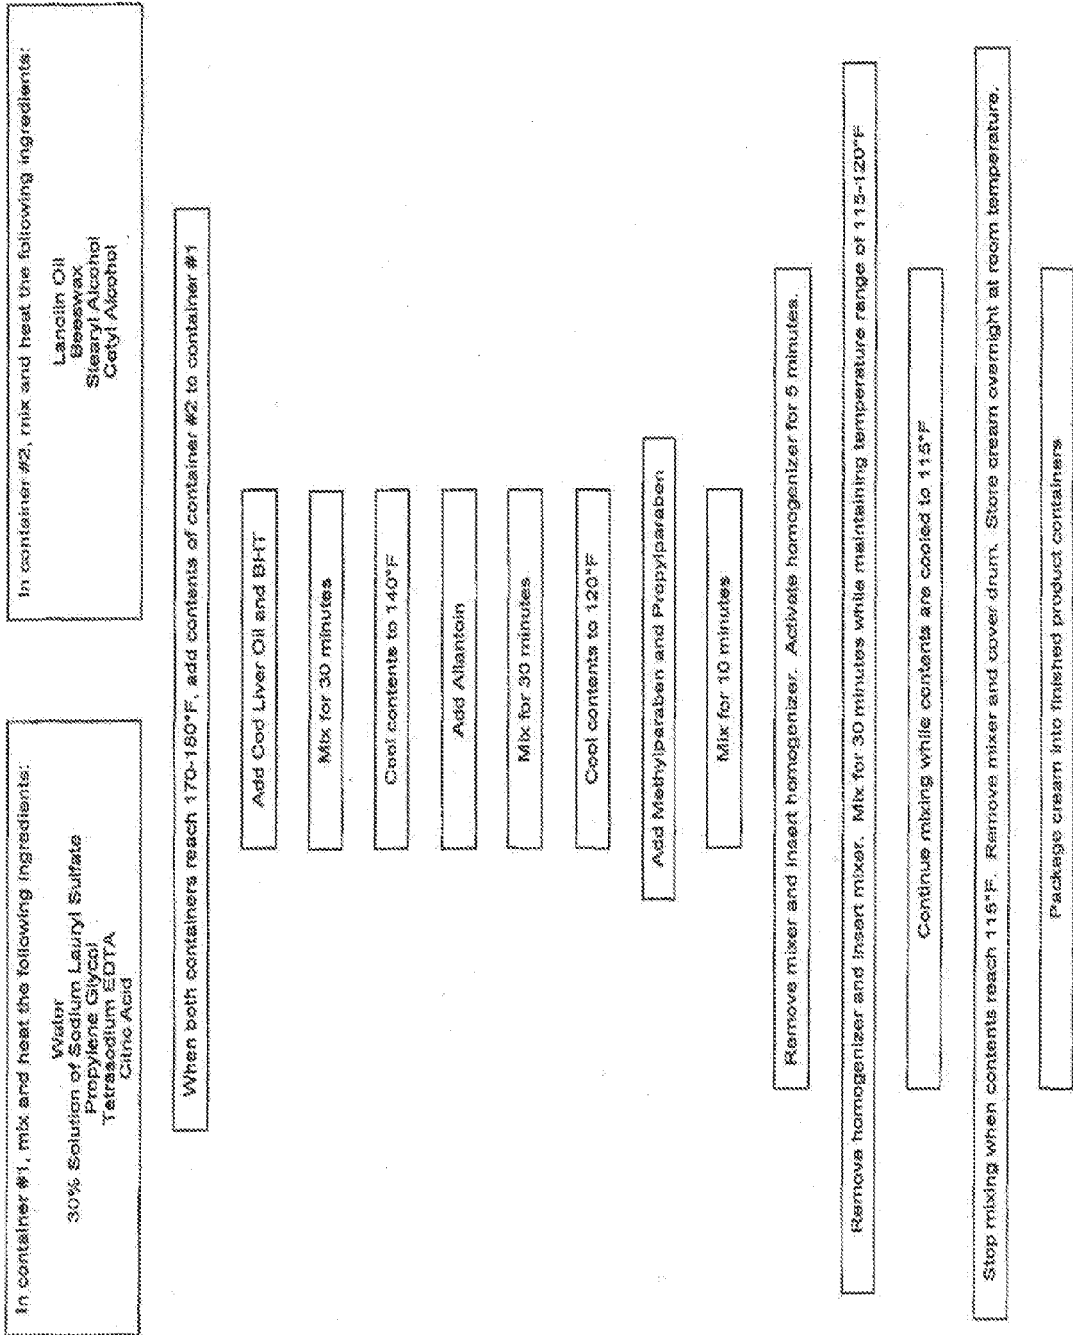 In container #1, mix and heat the following ingredients:
Water
30% Solution of Sodium Lauryl Sulfate
Propylene Glycol
Tetrasodium EDTA
Citric Acid
In container #2, mix and heat the following ingredients:
Lanolin Oil
Beeswax
Stearyl Alcohol
Cetyl Alcohol
When both containers reach 170-180°F, add contents of container #2 to container #1
Add Cod Liver Oil and BHT
Mix for 30 minutes
Cool contents to 140°F
Add Allantoin
Mix for 30 minutes
Cool contents to 120°F
Add Methylparaben and Propylparaben
Mix for 10 minutes
Remove mixer and insert homogenizer. Activate homogenizer for 5 minutes.
Remove homogenizer and insert mixer. Mix for 30 minutes while maintaining temperature range of 115-120°F
Continue mixing while contents are cooled to 115°F
Stop mixing when contents reach 115°F. Remove mixer and cover drum. Store cream overnight at room temperature.
Package cream into finished product containers